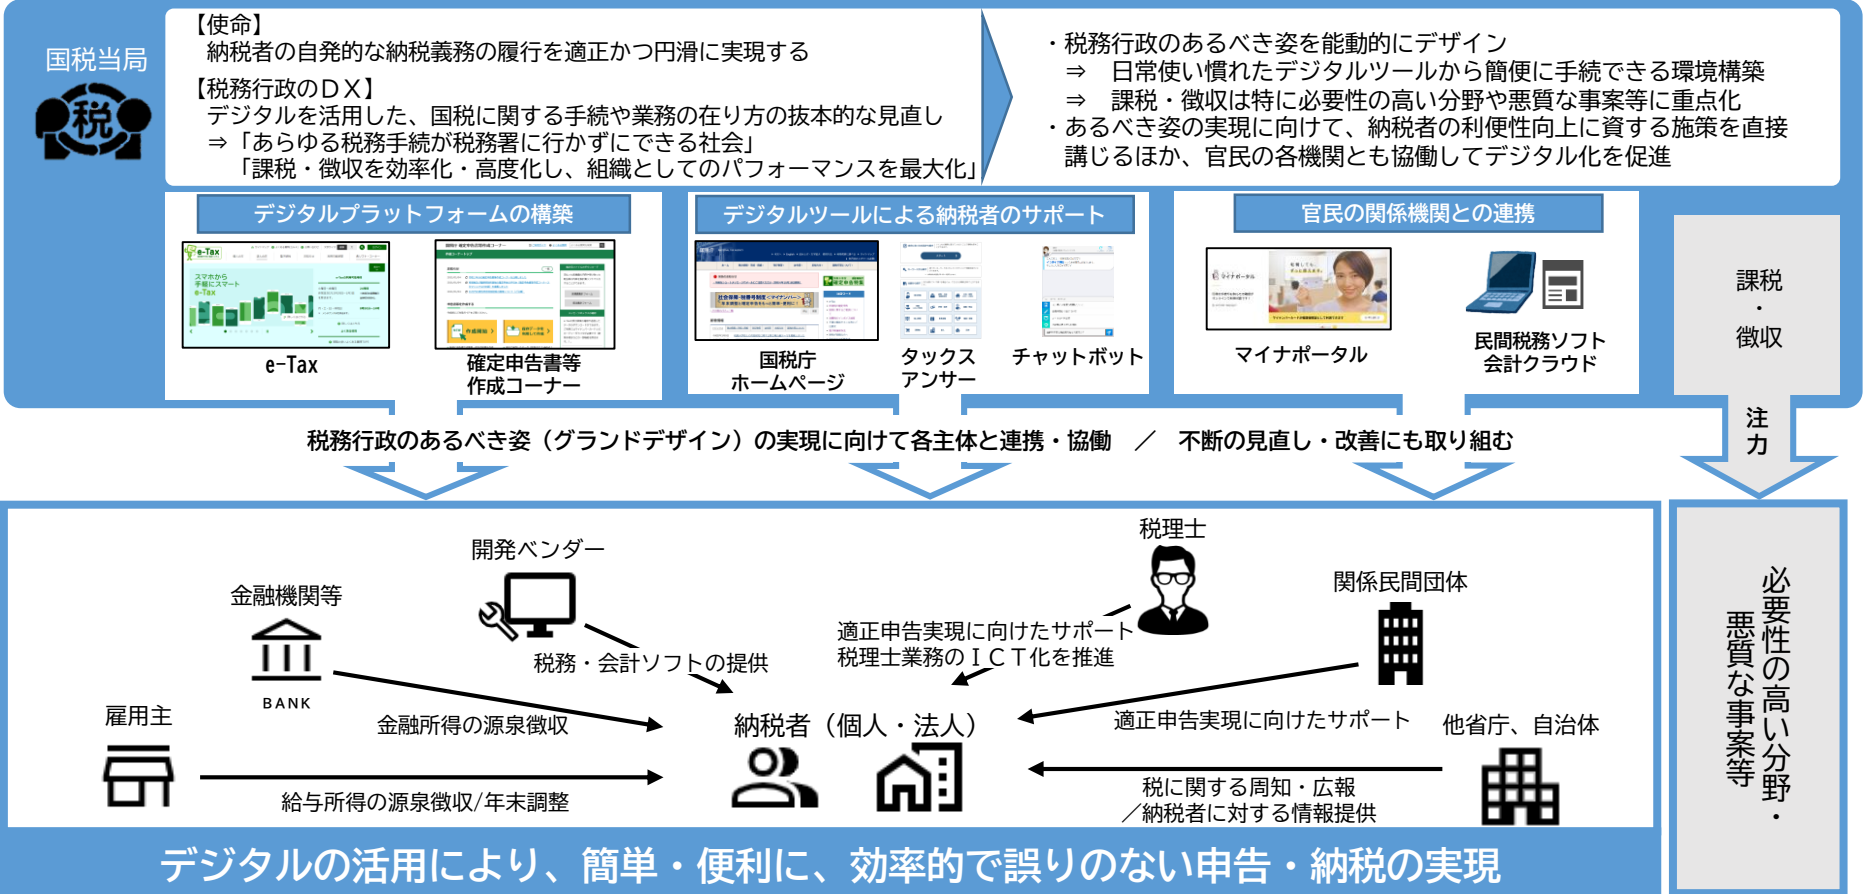 国税当局
税
【使命】
納税者の自発的な納税義務の履行を適正かつ円滑に実現する
【税務行政のＤＸ】
デジタルを活用した、国税に関する手続や業務の在り方の抜本的な見直し
⇒「あらゆる税務手続が税務署に行かずにできる社会」
「課税・徴収を効率化・高度化し、組織としてのパフォーマンスを最大化」
・税務行政のあるべき姿を能動的にデザイン
⇒　日常使い慣れたデジタルツールから簡便に手続できる環境構築
⇒　課税・徴収は特に必要性の高い分野や悪質な事案等に重点化
・あるべき姿の実現に向けて、納税者の利便性向上に資する施策を直接
講じるほか、官民の各機関とも協働してデジタル化を促進
デジタルプラットフォームの構築
e-Tax
スマホから
手軽にスマート
e-Tax
作成開始
e-Tax
確定申告書等
作成コーナー
デジタルツールによる納税者のサポート
国税庁
ホームページ
タックス
アンサー
チャットボット
官民の関係機関との連携
マイナポータル
マイナポータル
民間税務ソフト
会計クラウド
課税
・
徴収
注
力
税務行政のあるべき姿（グランドデザイン）の実現に向けて各主体と連携・協働　／　不断の見直し・改善にも取り組む
開発ベンダー
税務・会計ソフトの提供
金融機関等
BANK
金融所得の源泉徴収
雇用主
給与所得の源泉徴収/年末調整
納税者（個人・法人）
税理士
適正申告実現に向けたサポート
税理士業務のＩＣＴ化を推進
関係民間団体
適正申告実現に向けたサポート
他省庁、自治体
税に関する周知・広報
／納税者に対する情報提供
必要性の高い分野・
悪質な事案等
デジタルの活用により、簡単・便利に、効率的で誤りのない申告・納税の実現